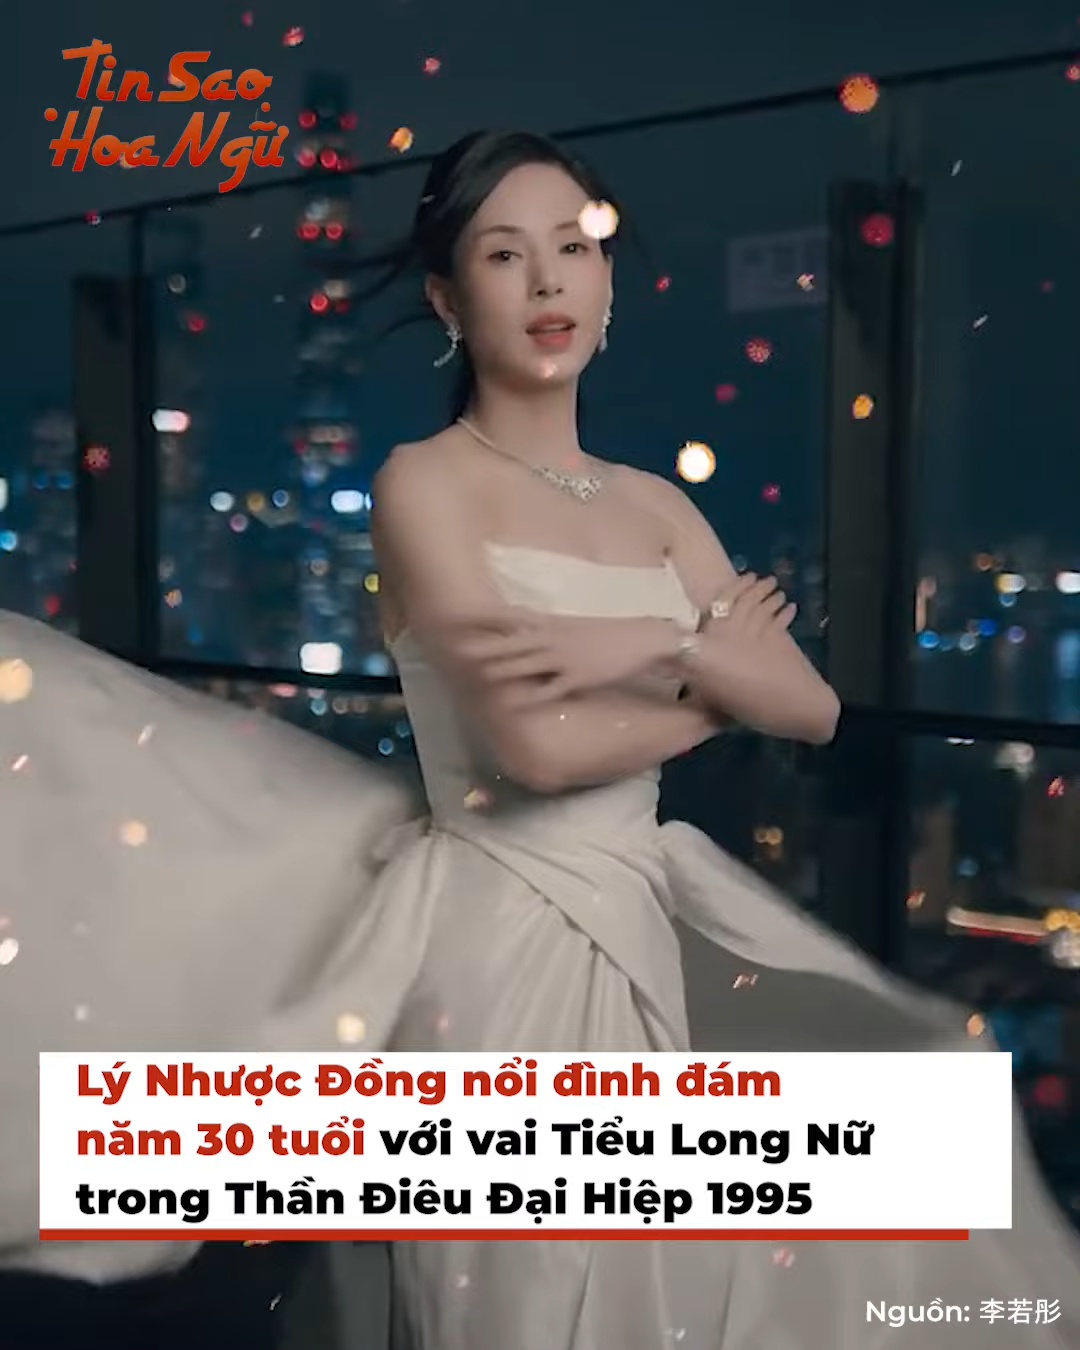 Tin Sao
Hoa Ngữ
Lý Nhược Đồng nổi đình đám
năm 30 tuổi với vai Tiểu Long Nữ
trong Thần Điêu Đại Hiệp 1995
Nguồn: 李若彤